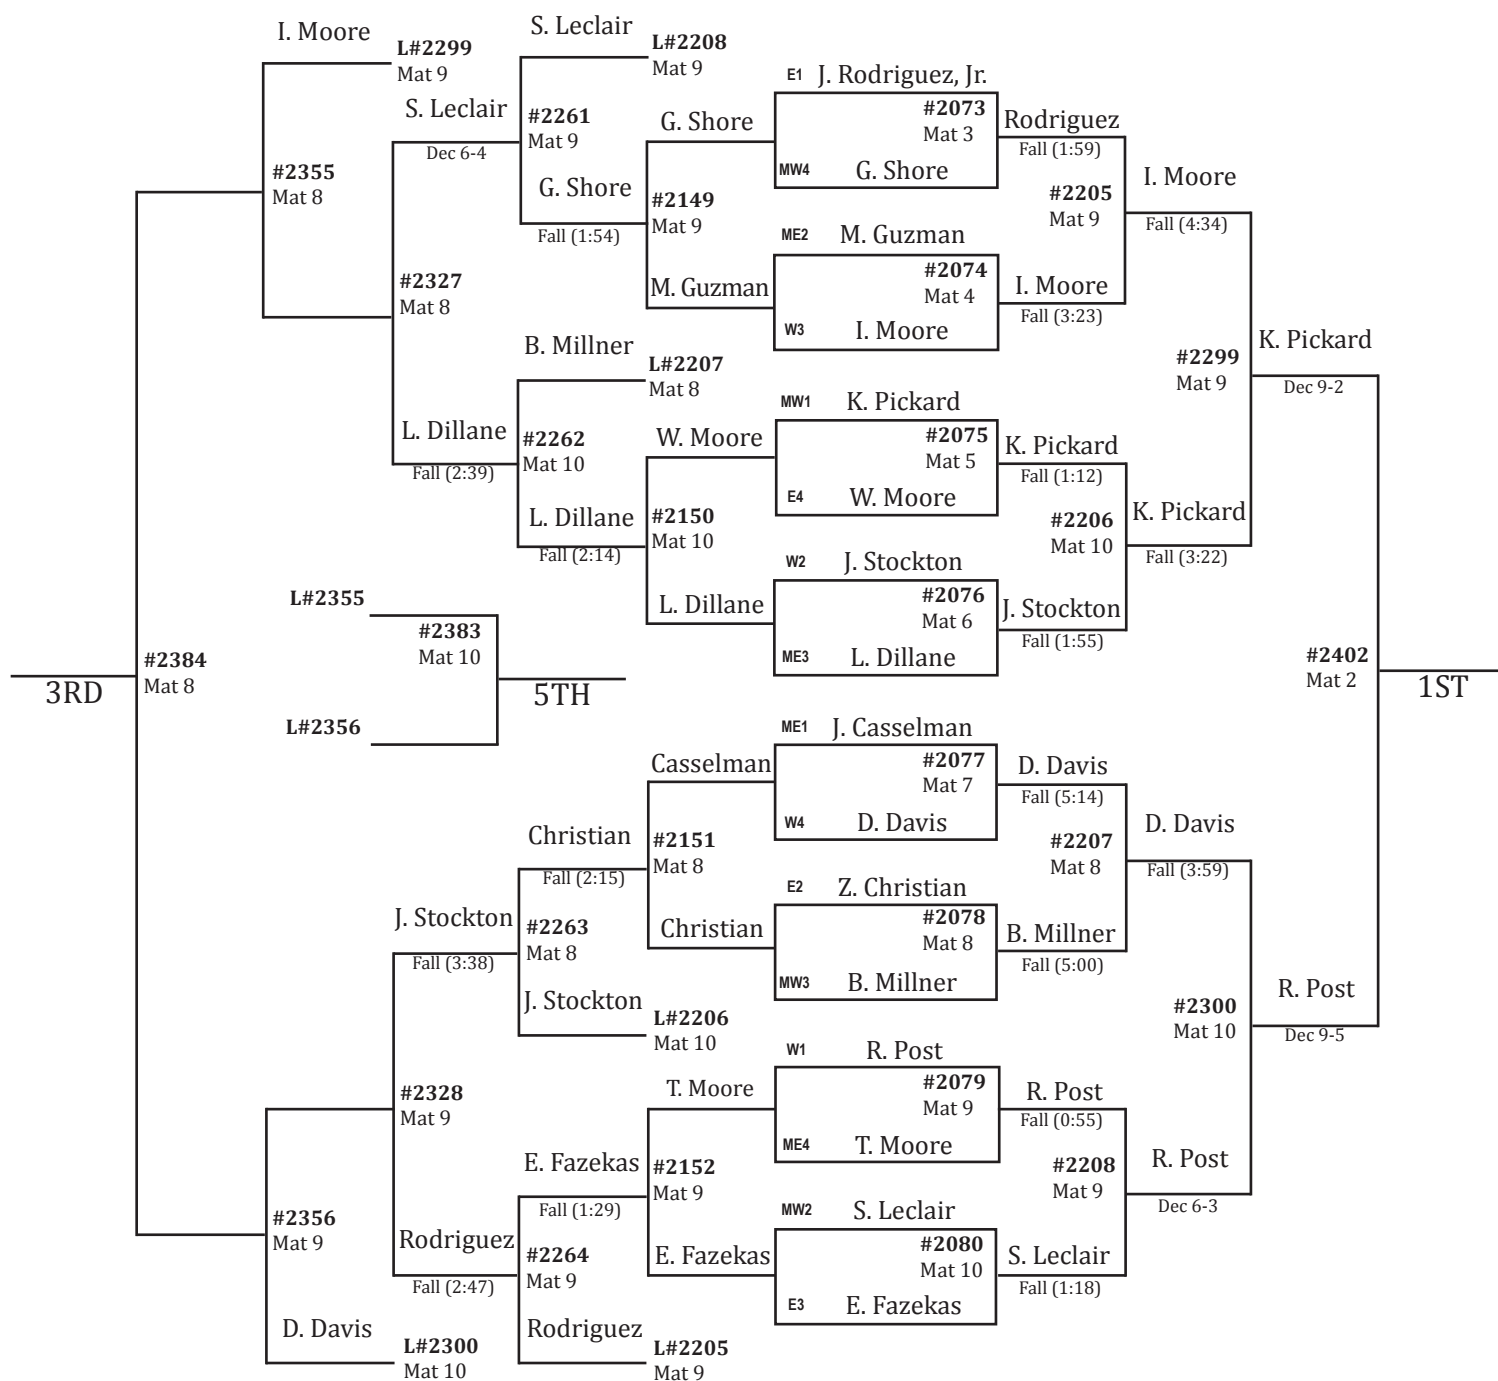 I. Moore
L#2299
Mat 9
S. Leclair
L#2208
Mat 9
S. Leclair
Dec 6-4
#2261
Mat 9
G. Shore
Fall (1:54)
#2355
Mat 8
#2327
Mat 8
B. Millner
L#2207
Mat 8
L. Dillane
Fall (2:39)
#2262
Mat 10
L. Dillane
Fall (2:14)
G. Shore
#2149
Mat 9
M. Guzman
W. Moore
#2150
Mat 10
L. Dillane
E1 J. Rodriguez, Jr.
#2073
Mat 3
MW4 G. Shore
Rodriguez
Fall (1:59)
ME2 M. Guzman
#2074
Mat 4
W3 I. Moore
I. Moore
Fall (3:23)
#2205
Mat 9
I. Moore
Fall (4:34)
MW1 K. Pickard
#2075
Mat 5
E4 W. Moore
K. Pickard
Fall (1:12)
W2 J. Stockton
#2076
Mat 6
ME3 L. Dillane
J. Stockton
Fall (1:55)
#2206
Mat 10
K. Pickard
Fall (3:22)
#2299
Mat 9
K. Pickard
Dec 9-2
L#2355
#2383
Mat 10
L#2356
5TH
#2384
Mat 8
3RD
#2402
Mat 2
1ST
ME1 J. Casselman
#2077
Mat 7
W4 D. Davis
D. Davis
Fall (5:14)
E2 Z. Christian
#2078
Mat 8
MW3 B. Millner
B. Millner
Fall (5:00)
#2207
Mat 8
D. Davis
Fall (3:59)
W1 R. Post
#2079
Mat 9
ME4 T. Moore
R. Post
Fall (0:55)
MW2 S. Leclair
#2080
Mat 10
E3 E. Fazekas
S. Leclair
Fall (1:18)
#2208
Mat 9
R. Post
Dec 6-3
#2300
Mat 10
R. Post
Dec 9-5
Casselman
#2151
Mat 8
Christian
Christian
Fall (2:15)
J. Stockton
Fall (3:38)
#2263
Mat 8
J. Stockton
L#2206
Mat 10
#2328
Mat 9
T. Moore
#2152
Mat 9
E. Fazekas
E. Fazekas
Fall (1:29)
Rodriguez
Fall (2:47)
#2264
Mat 9
Rodriguez
L#2205
Mat 9
#2356
Mat 9
D. Davis
L#2300
Mat 10